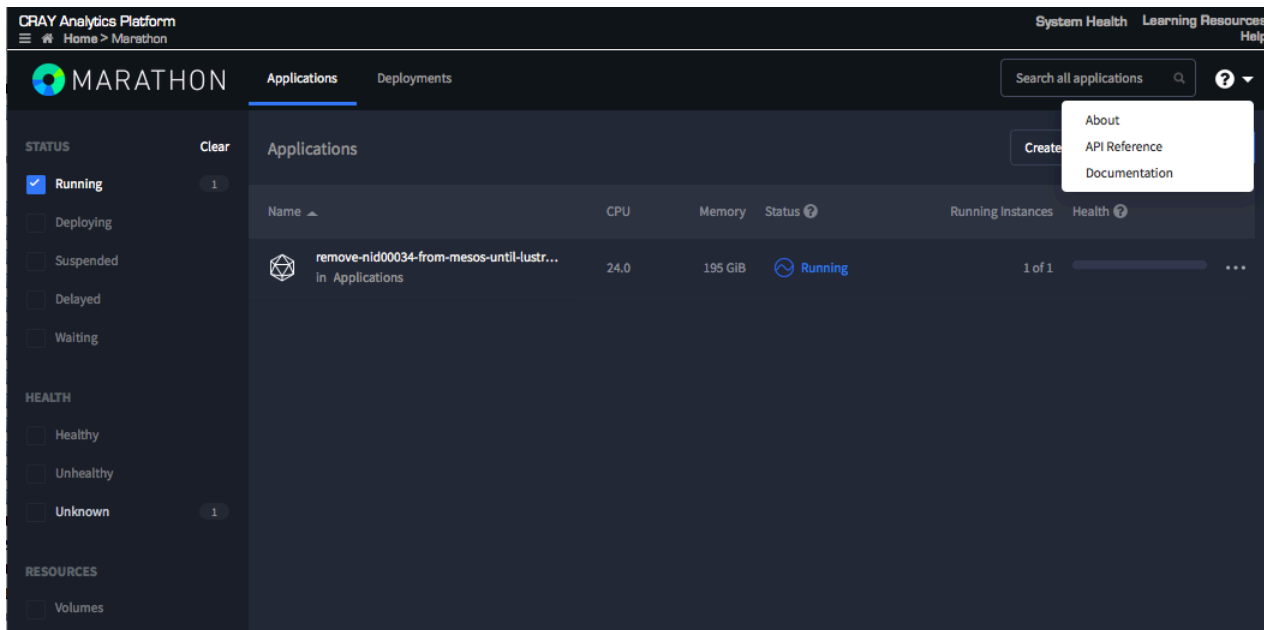 CRAY Analytics Platform
System Health Learning Resources
Home > Marathon
Help
MARATHON
Applications Deployments
Search all applications
About
API Reference
Documentation
STATUS Clear
Running 1
Deploying
Suspended
Delayed
Waiting
HEALTH
Healthy
Unhealthy
Unknown 1
RESOURCES
Volumes
Applications
Create
Name CPU Memory Status Running Instances Health
remove-nid00034-from-mesos-until-lustr...
in Applications
24.0 195 GiB Running 1 of 1